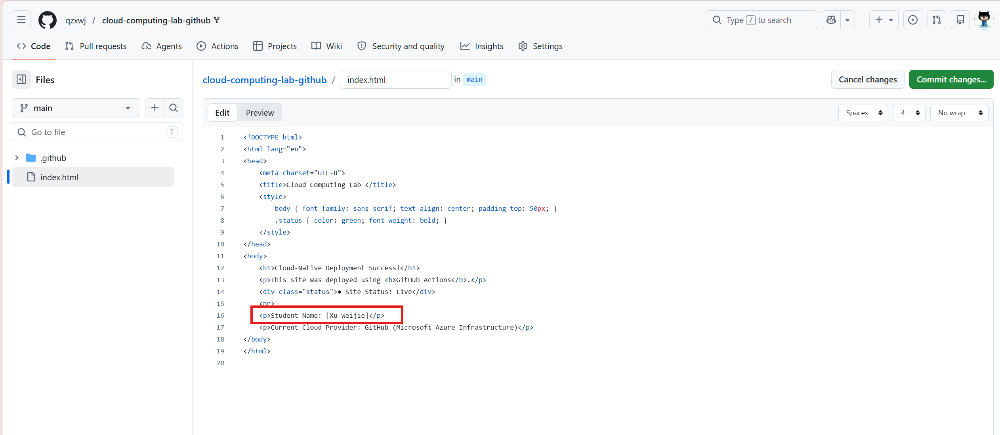 qzxwj / cloud-computing-lab-github
Type / to search
Code Pull requests Agents Actions Projects Wiki Security and quality Insights Settings
Files
cloud-computing-lab-github / index.html in main
Cancel changes Commit changes...
main
Go to file T
.github
index.html
Edit Preview
Spaces 4 No wrap
1 <!DOCTYPE html>
2 <html lang="en">
3 <head>
4 <meta charset="UTF-8">
5 <title>Cloud Computing Lab </title>
6 <style>
7 body { font-family: sans-serif; text-align: center; padding-top: 50px; }
8 .status { color: green; font-weight: bold; }
9 </style>
10 </head>
11 <body>
12 <h1>Cloud-Native Deployment Success!</h1>
13 <p>This site was deployed using <b>GitHub Actions</b>.</p>
14 <div class="status">● Site Status: Live</div>
15 <hr>
16 <p>Student Name: [Xu Weijie]</p>
17 <p>Current Cloud Provider: GitHub (Microsoft Azure Infrastructure)</p>
18 </body>
19 </html>
20